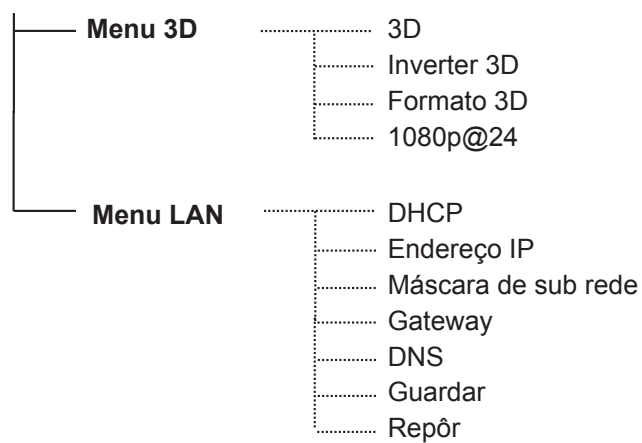 Menu 3D 3D
Inverter 3D
Formato 3D
1080p@24
Menu LAN DHCP
Endereço IP
Máscara de sub rede
Gateway
DNS
Guardar
Repôr